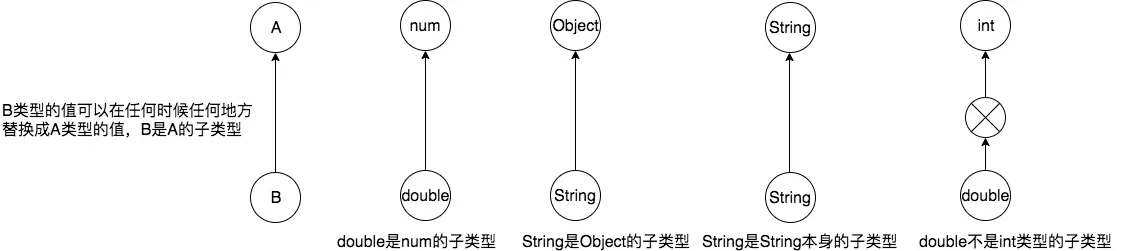 A
num
Object
String
int
B类型的值可以在任何时候任何地方
替换成A类型的值，B是A的子类型
B
double
String
String
double
double是num的子类型
String是Object的子类型
String是String本身的子类型
double不是int类型的子类型